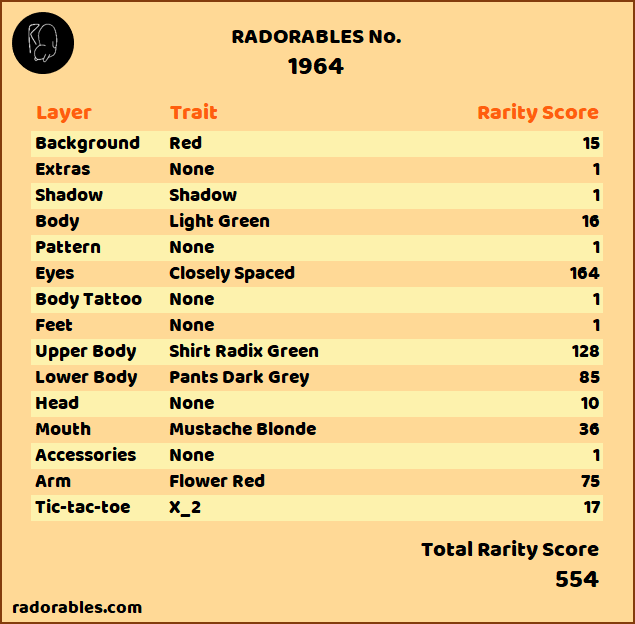 RADORABLES No.
1964
Layer Trait Rarity Score
Background Red 15
Extras None 1
Shadow Shadow 1
Body Light Green 16
Pattern None 1
Eyes Closely Spaced 164
Body Tattoo None 1
Feet None 1
Upper Body Shirt Radix Green 128
Lower Body Pants Dark Grey 85
Head None 10
Mouth Mustache Blonde 36
Accessories None 1
Arm Flower Red 75
Tic-tac-toe X_2 17
Total Rarity Score
554
radorables.com